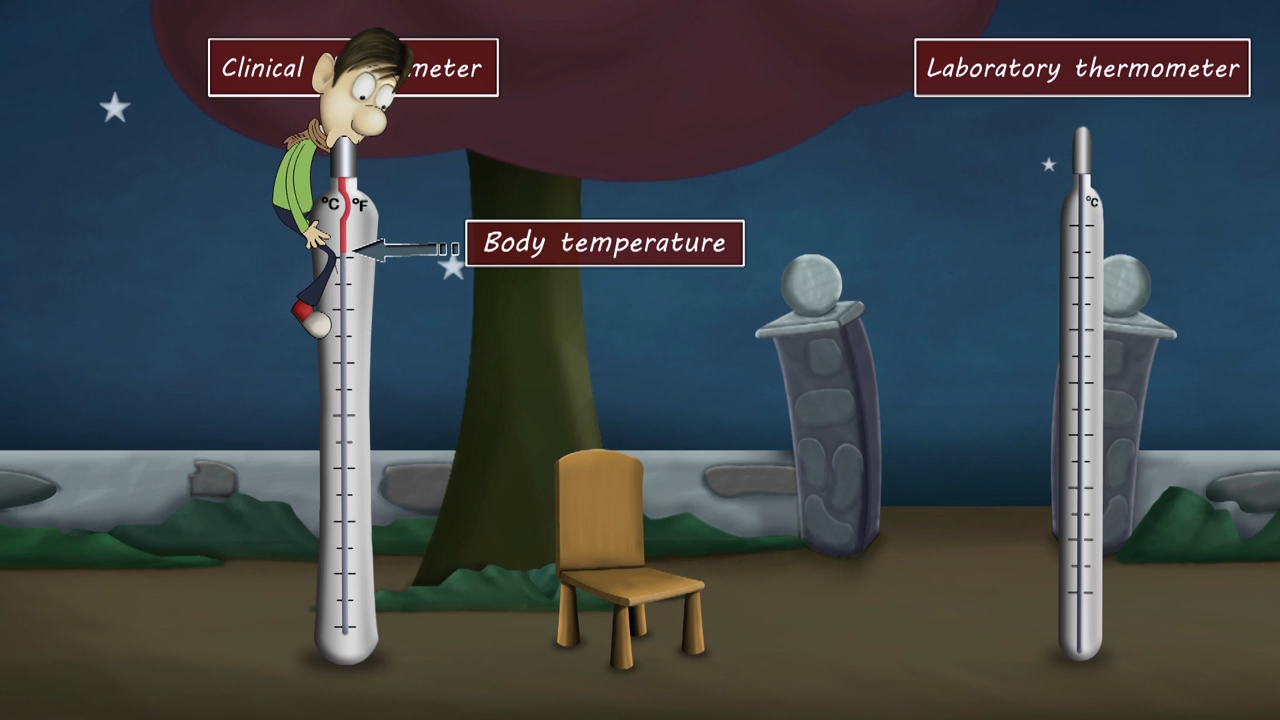 Clinical meter
Laboratory thermometer
°C °F
°C
Body temperature